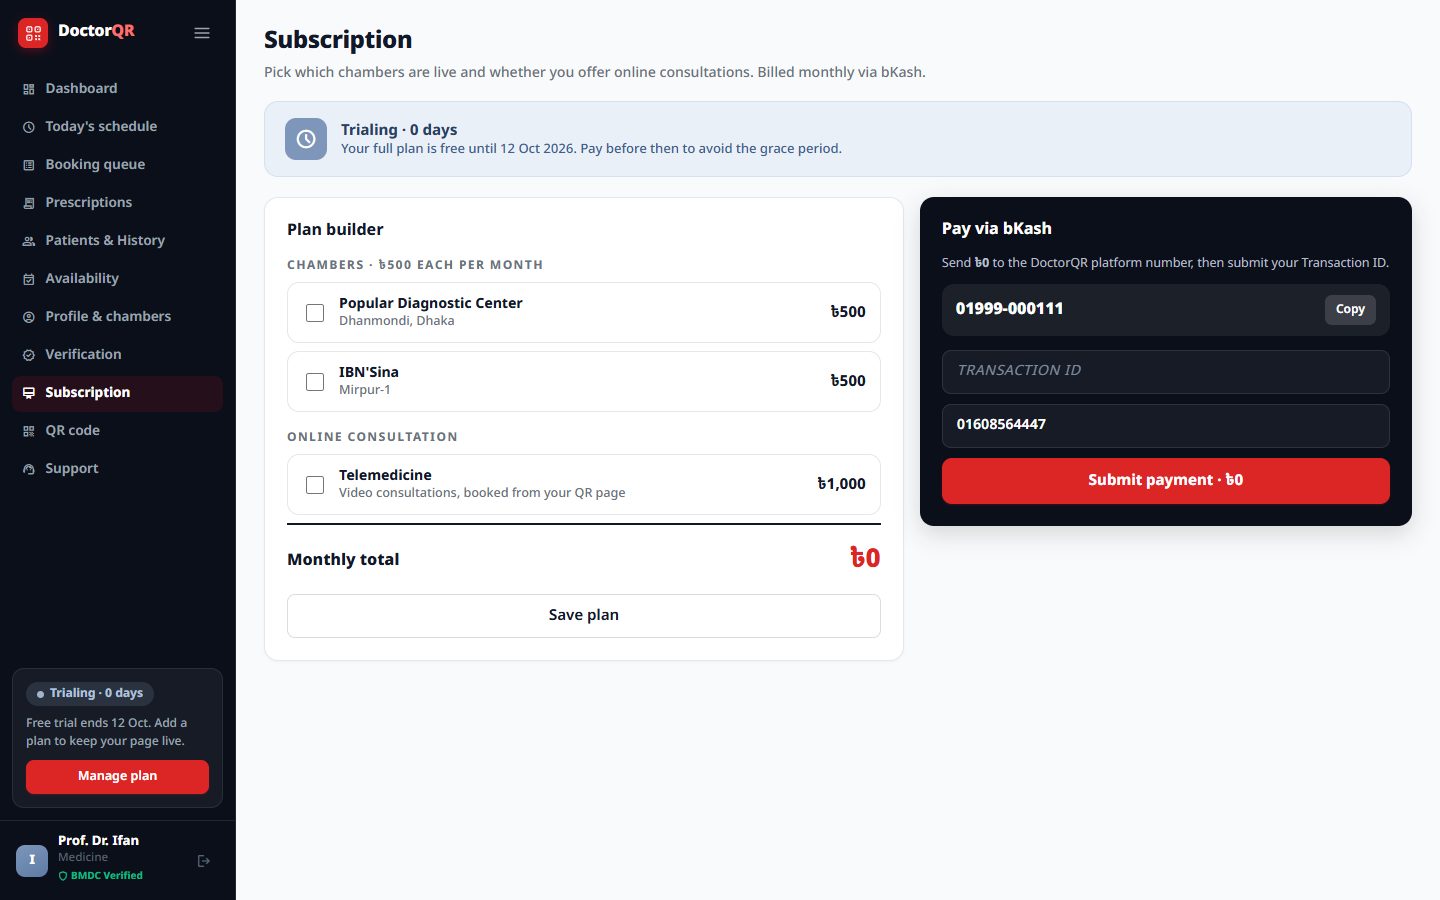 DoctorQR
Dashboard
Today's schedule
Booking queue
Prescriptions
Patients & History
Availability
Profile & chambers
Verification
Subscription
QR code
Support
Trialing · 0 days
Free trial ends 12 Oct. Add a
plan to keep your page live.
Manage plan
I
Prof. Dr. Ifan
Medicine
BMDC Verified
Subscription
Pick which chambers are live and whether you offer online consultations. Billed monthly via bKash.
Trialing · 0 days
Your full plan is free until 12 Oct 2026. Pay before then to avoid the grace period.
Plan builder
CHAMBERS · ৳500 EACH PER MONTH
Popular Diagnostic Center
Dhanmondi, Dhaka
৳500
IBN'Sina
Mirpur-1
৳500
ONLINE CONSULTATION
Telemedicine
Video consultations, booked from your QR page
৳1,000
Monthly total
৳0
Save plan
Pay via bKash
Send ৳0 to the DoctorQR platform number, then submit your Transaction ID.
01999-000111
Copy
TRANSACTION ID
01608564447
Submit payment · ৳0